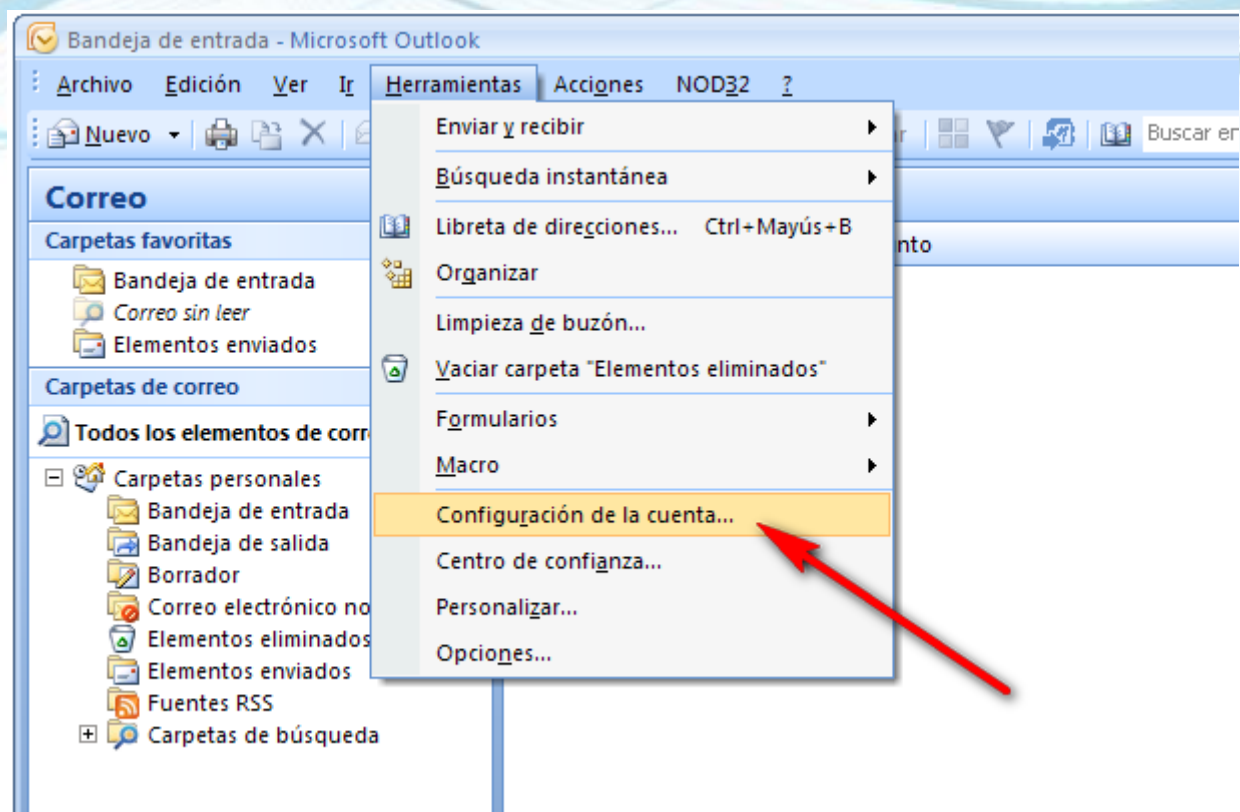 Bandeja de entrada - Microsoft Outlook
Archivo Edición Ver Ir Herramientas Acciones NOD32 ?
Nuevo Buscar en
Enviar y recibir
Búsqueda instantánea
Libreta de direcciones... Ctrl+Mayús+B
Organizar
Limpieza de buzón...
Vaciar carpeta "Elementos eliminados"
Formularios
Macro
Configuración de la cuenta...
Centro de confianza...
Personalizar...
Opciones...
Correo
Carpetas favoritas
Bandeja de entrada
Correo sin leer
Elementos enviados
Carpetas de correo
Todos los elementos de corr
Carpetas personales
Bandeja de entrada
Bandeja de salida
Borrador
Correo electrónico no
Elementos eliminados
Elementos enviados
Fuentes RSS
Carpetas de búsqueda
nto